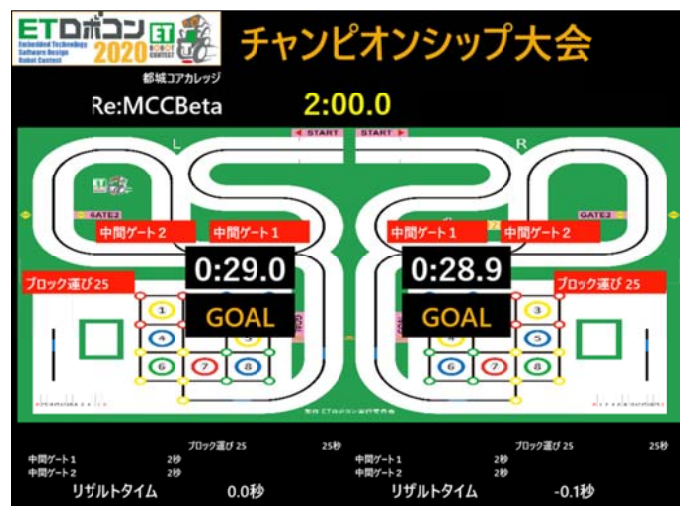 ETロボコン
Embedded Technology
Software Design
Robot Contest
2020
ET
ROBOT
CONTEST
チャンピオンシップ大会
都城コアカレッジ
Re:MCCBeta
2:00.0
START
START
L
R
GATE2
GATE2
中間ゲート2
中間ゲート1
中間ゲート1
中間ゲート2
0:29.0
0:28.9
ブロック運び25
ブロック運び 25
GOAL
GOAL
1
3
4
5
6
7
8
4
5
6
7
8
ブロック運び 25 25秒
中間ゲート1 2秒
中間ゲート2 2秒
リザルトタイム 0.0秒
ブロック運び 25 25秒
中間ゲート1 2秒
中間ゲート2 2秒
リザルトタイム -0.1秒